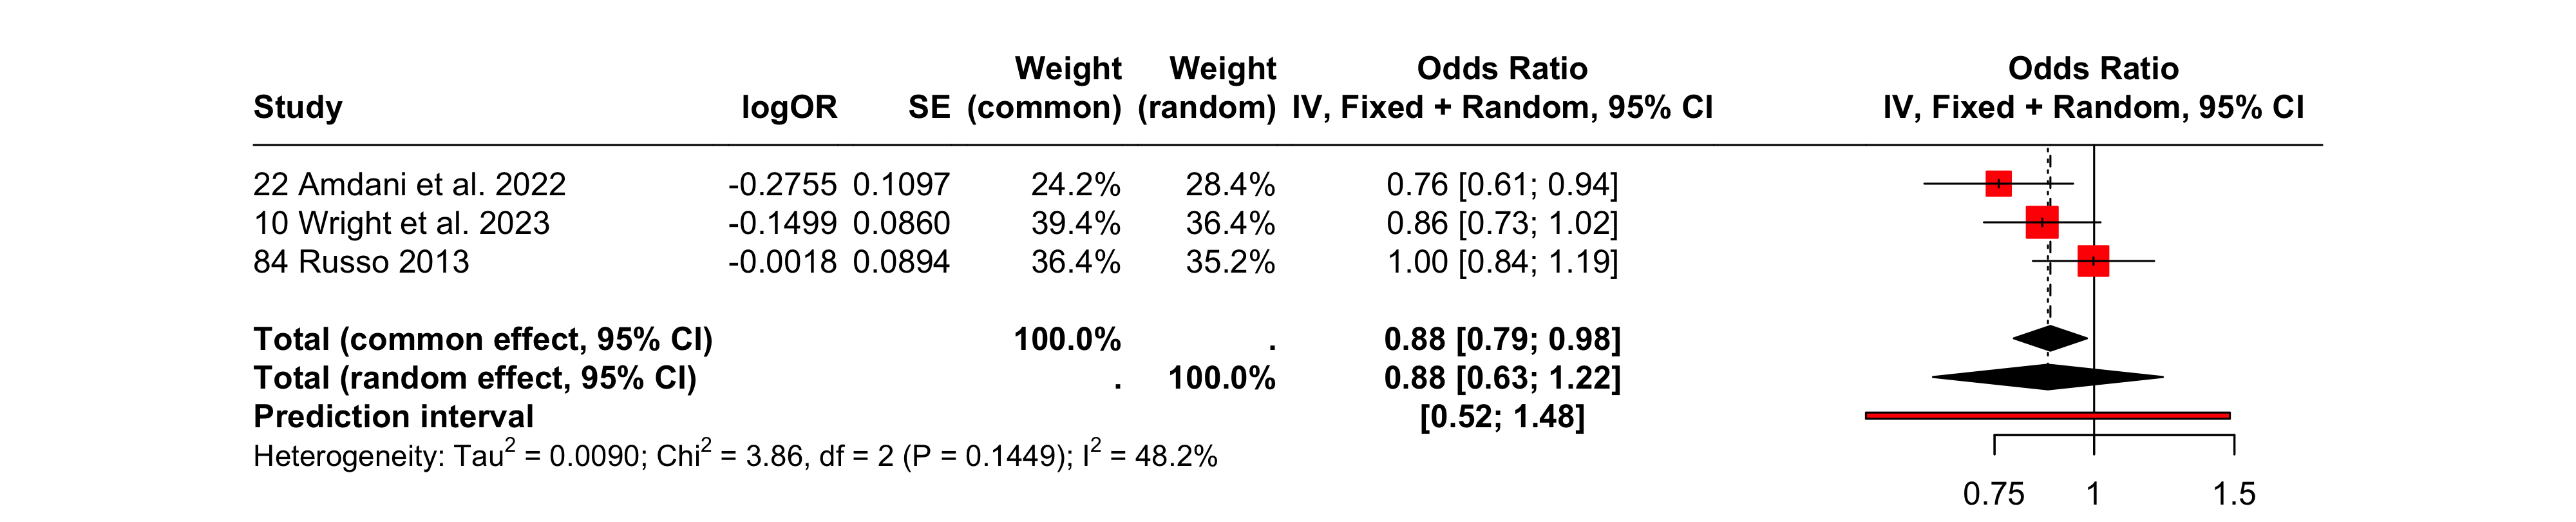 Weight Weight Odds Ratio Odds Ratio
Study logOR SE (common) (random) IV, Fixed + Random, 95% CI IV, Fixed + Random, 95% CI
22 Amdani et al. 2022 -0.2755 0.1097 24.2% 28.4% 0.76 [0.61; 0.94]
10 Wright et al. 2023 -0.1499 0.0860 39.4% 36.4% 0.86 [0.73; 1.02]
84 Russo 2013 -0.0018 0.0894 36.4% 35.2% 1.00 [0.84; 1.19]
Total (common effect, 95% CI) 100.0% . 0.88 [0.79; 0.98]
Total (random effect, 95% CI) . 100.0% 0.88 [0.63; 1.22]
Prediction interval [0.52; 1.48]
Heterogeneity: Tau² = 0.0090; Chi² = 3.86, df = 2 (P = 0.1449); I² = 48.2%
0.75 1 1.5